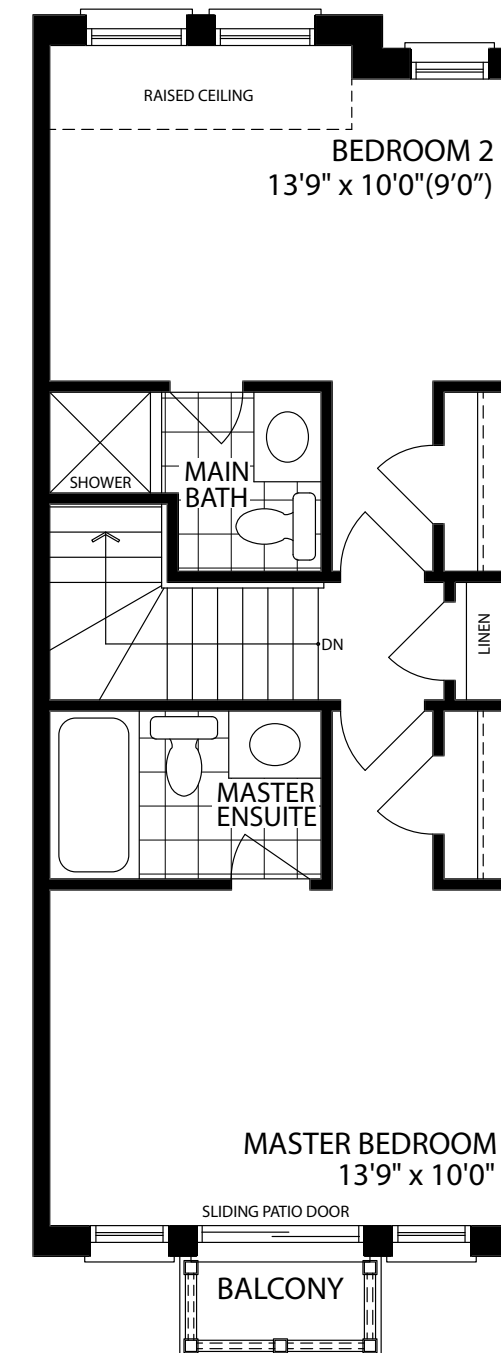 RAISED CEILING
BEDROOM 2
13'9" x 10'0"(9’0”)
SHOWER
MAIN
BATH
DN
LINEN
MASTER
ENSUITE
MASTER BEDROOM
13'9" x 10'0"
SLIDING PATIO DOOR
BALCONY